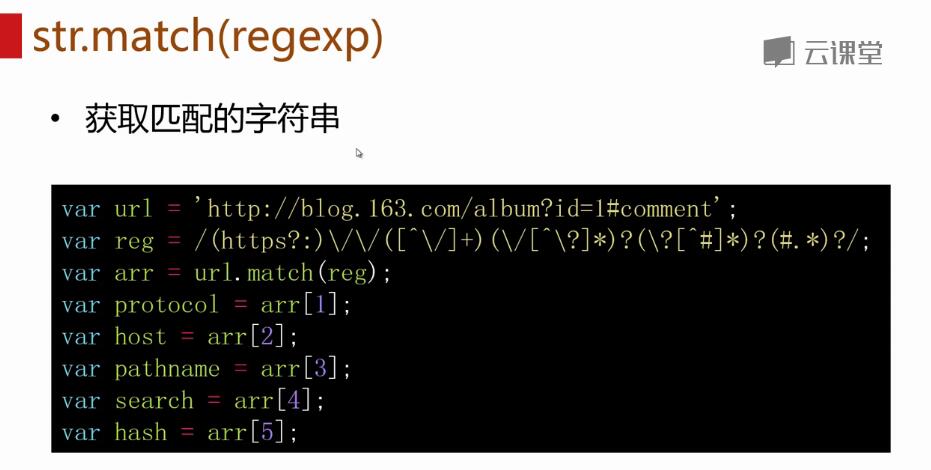 str.match(regexp)
云课堂
• 获取匹配的字符串
var url = 'http://blog.163.com/album?id=1#comment';
var reg = /(https?:)\/\/([^\/]+)(\/[^\?]*)?(\?[^#]*)?(#.*)?/;
var arr = url.match(reg);
var protocol = arr[1];
var host = arr[2];
var pathname = arr[3];
var search = arr[4];
var hash = arr[5];